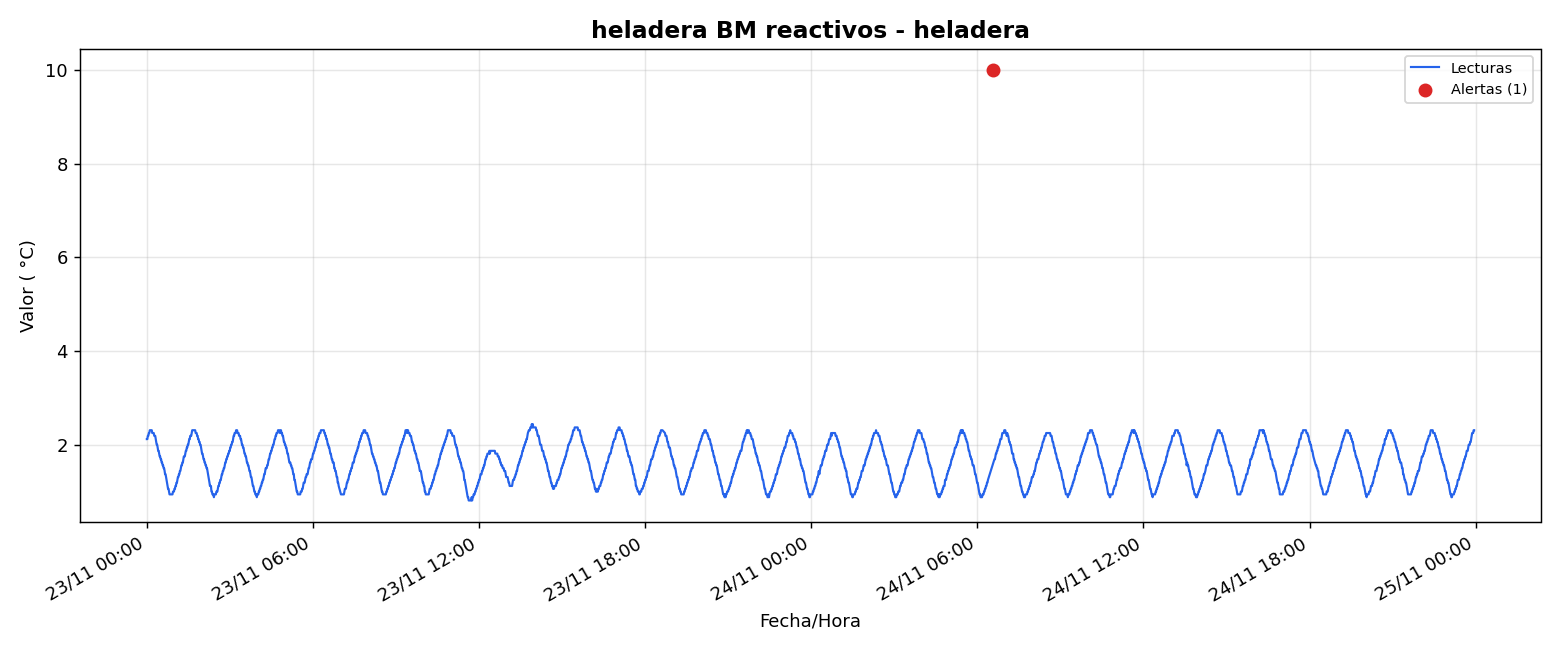 heladera BM reactivos - heladera
Lecturas
Alertas (1)
Valor ( °C)
10
8
6
4
2
23/11 00:00
23/11 06:00
23/11 12:00
23/11 18:00
24/11 00:00
24/11 06:00
24/11 12:00
24/11 18:00
25/11 00:00
Fecha/Hora